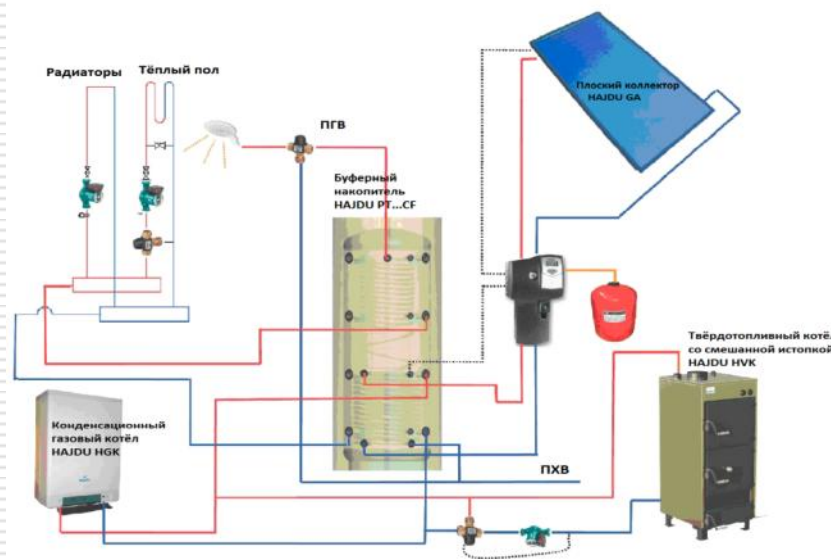 Радиаторы
Тёплый пол
ПГВ
Плоский коллектор
HAJDU GA
Буферный
накопитель
HAJDU PT...CF
Твёрдотопливный котёл
со смешанной истопкой
HAJDU HVK
Конденсационный
газовый котёл
HAJDU HGK
ПХВ